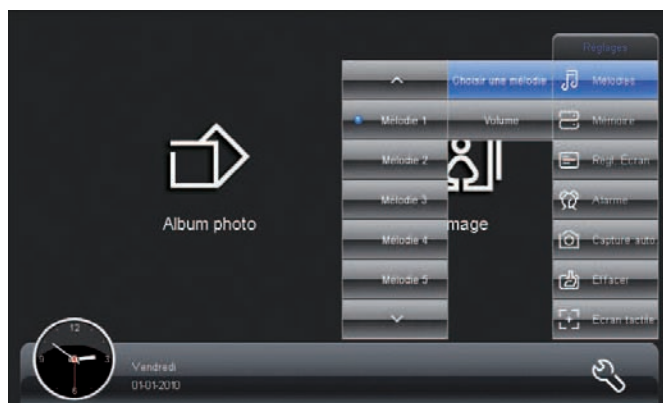 Réglages
Choisir une mélodie
Mélodies
Mélodie 1
Volume
Mémoire
Mélodie 2
Régl. Écran
Mélodie 3
Alarme
Album photo
mage
Mélodie 4
Capture auto.
Mélodie 5
Effacer
Écran tactile
12
9
3
6
Vendredi
01-01-2010